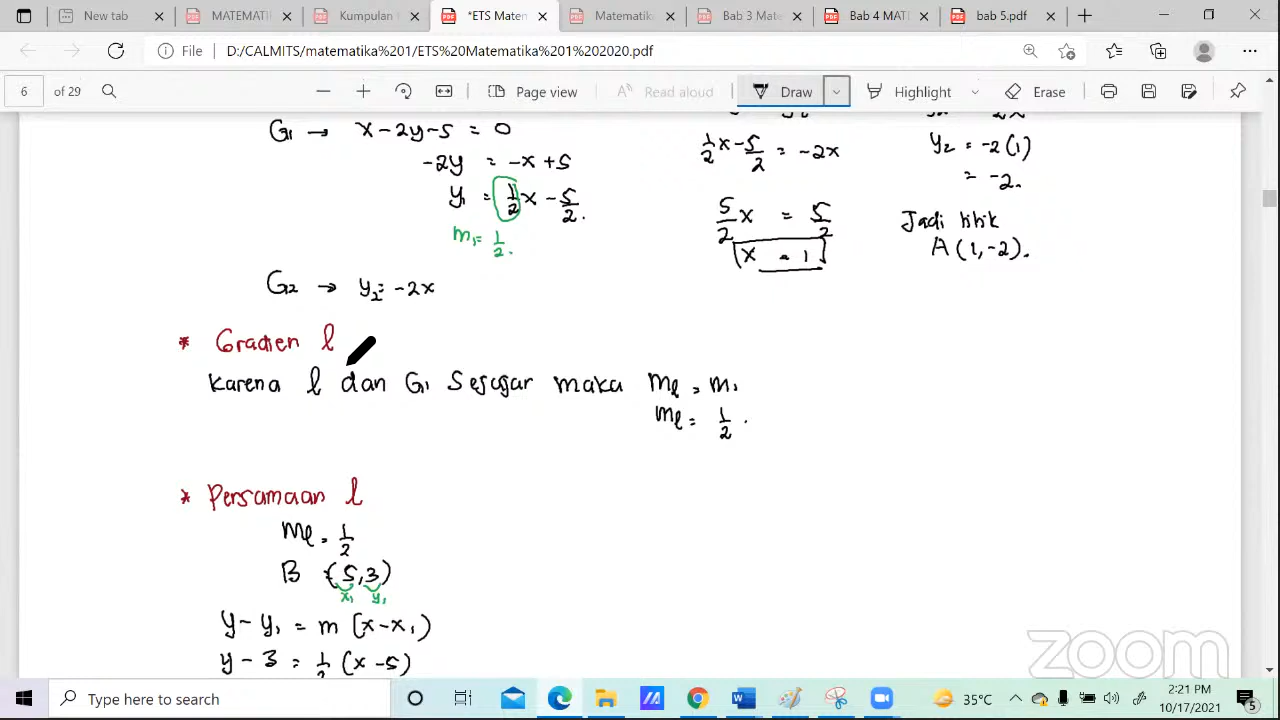 New tab
MATEMATI
Kumpulan
*ETS Matem
Matematika
Bab 3 Mate
Bab 4 MATI
bab 5.pdf
File D:/CALMITS/matematika%201/ETS%20Matematika%201%202020.pdf
6 of 29
Page view
Read aloud
Draw
Highlight
Erase
G1 → x-2y-5 = 0
-2y = -x+5
y1 = 1/2 x - 5/2.
m1= 1/2.
G2 → y2= -2x
1/2 x - 5/2 = -2x
5/2 x = 5/2
x = 1
y2 = -2(1)
= -2.
Jadi titik
A(1,-2).
* Gradien l
Karena l dan G1 Sejajar maka ml = m1
ml = 1/2.
* Persamaan l
ml = 1/2
B (5,3)
x1 y1
y-y1 = m (x-x1)
y-3 = 1/2 (x-5)
zoom
Type here to search
35°C
2:21 PM
10/17/2021
5